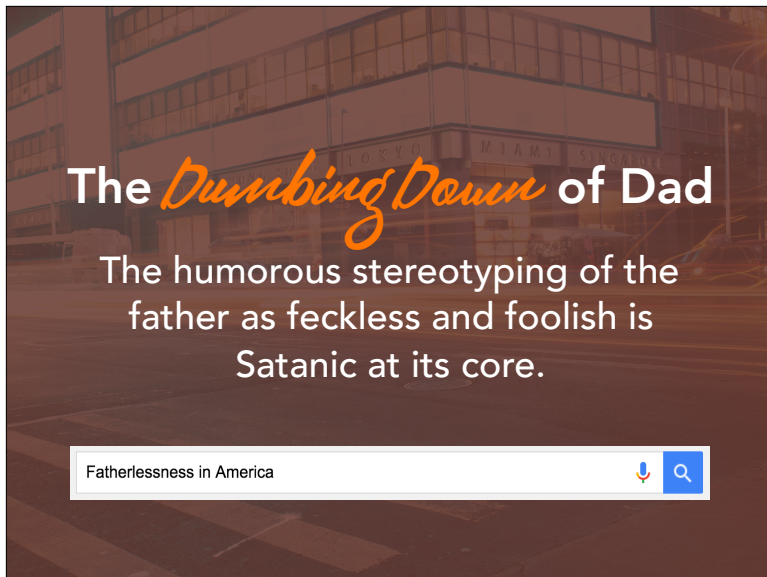 TOKYO MIAMI SINGAPORE
The Dumbing Down of Dad
The humorous stereotyping of the
father as feckless and foolish is
Satanic at its core.
Fatherlessness in America